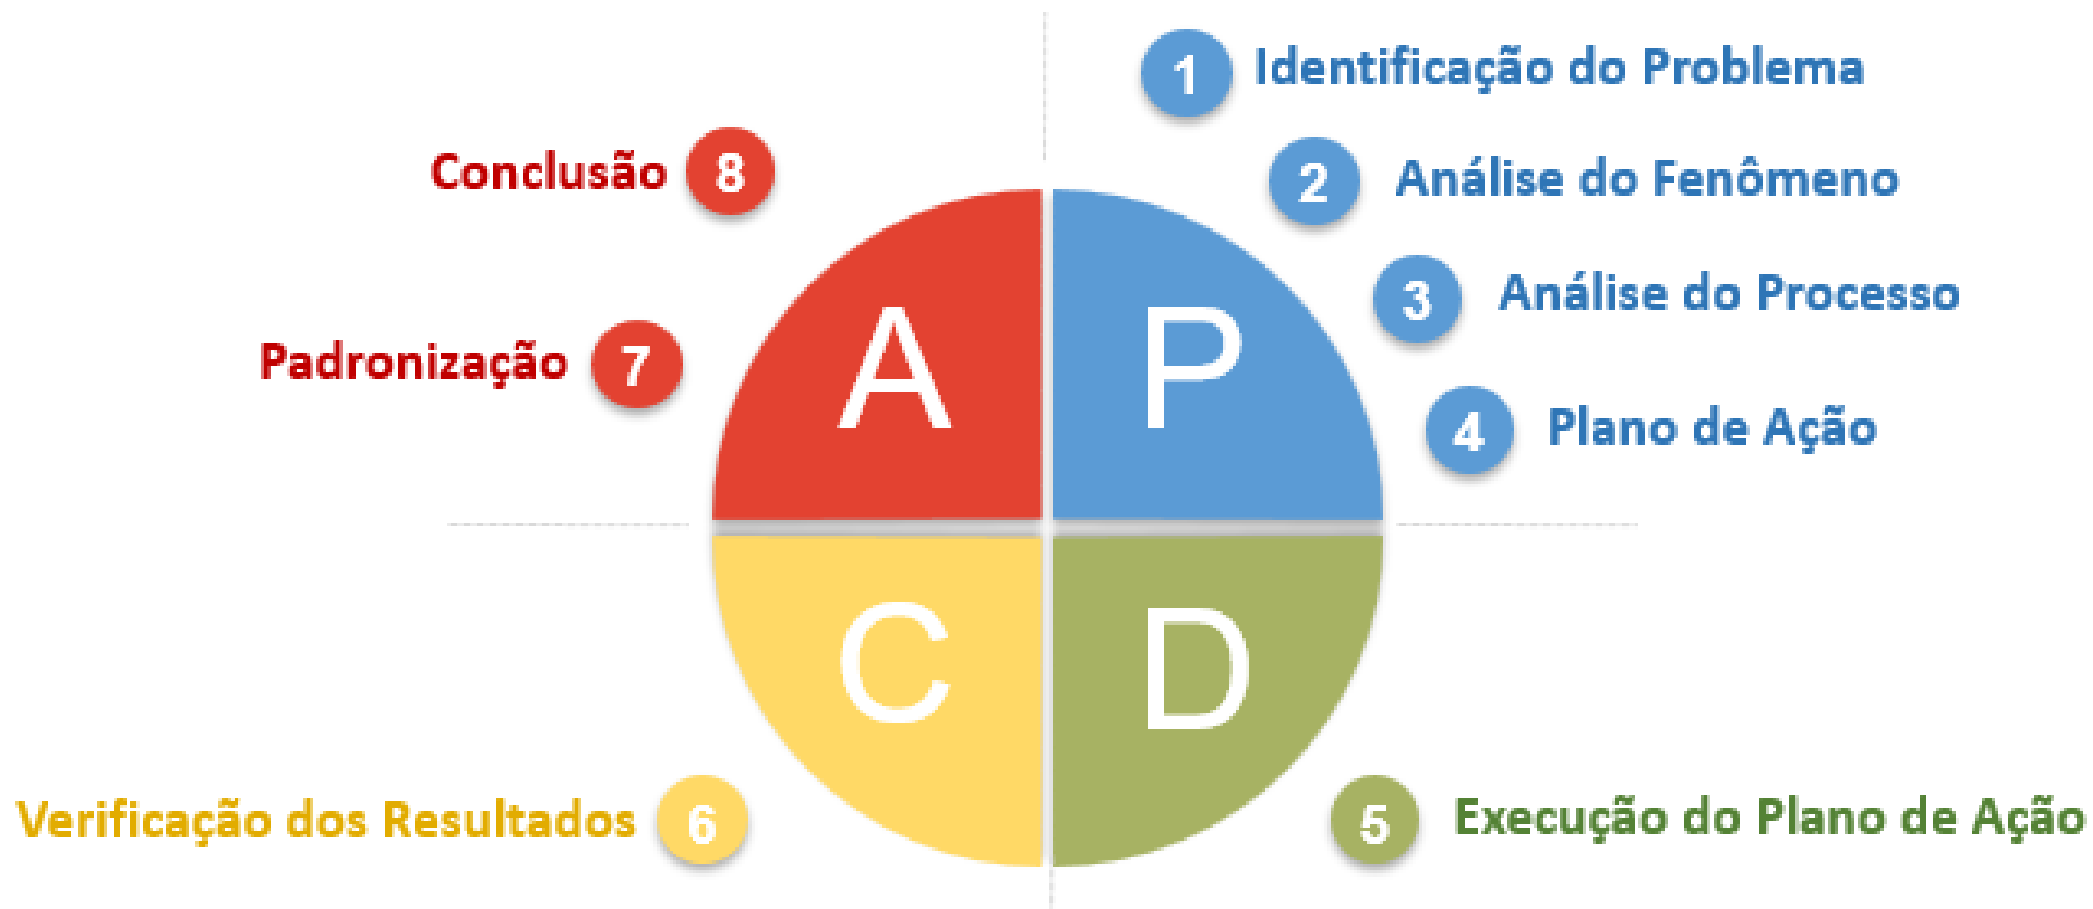 1 Identificação do Problema
2 Análise do Fenômeno
3 Análise do Processo
4 Plano de Ação
5 Execução do Plano de Ação
Verificação dos Resultados 6
Padronização 7
Conclusão 8
A P
C D